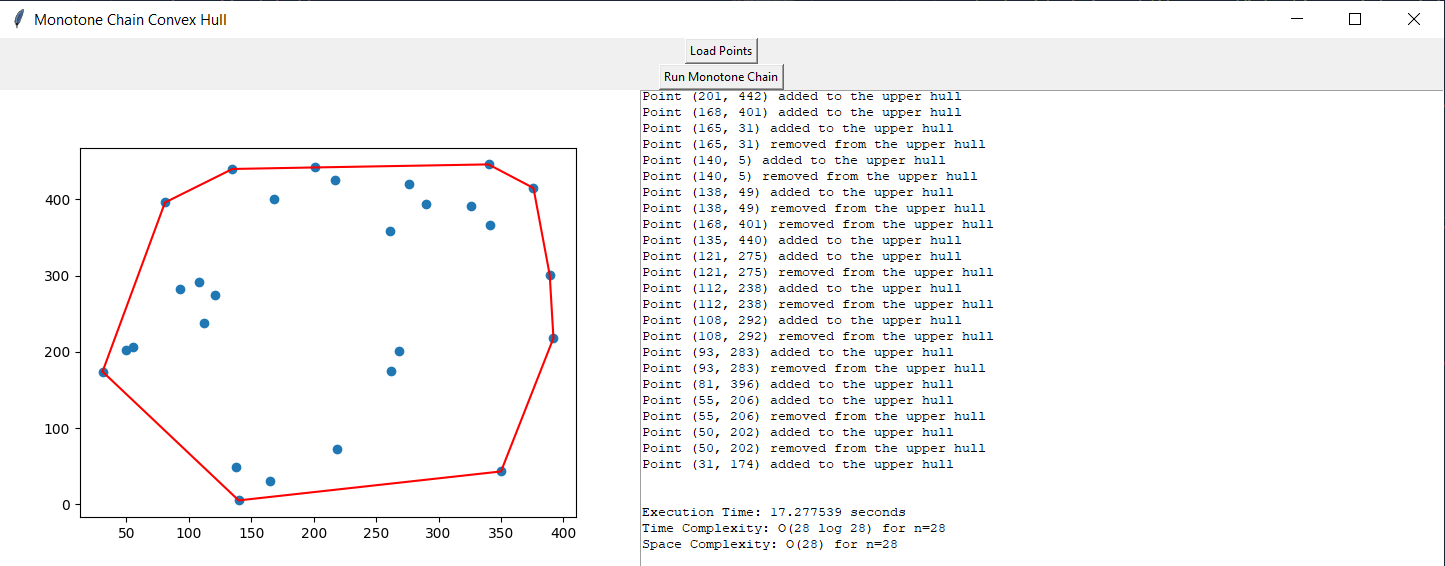 Monotone Chain Convex Hull
Load Points
Run Monotone Chain
400
300
200
100
0
50 100 150 200 250 300 350 400
Point (201, 442) added to the upper hull
Point (168, 401) added to the upper hull
Point (165, 31) added to the upper hull
Point (165, 31) removed from the upper hull
Point (140, 5) added to the upper hull
Point (140, 5) removed from the upper hull
Point (138, 49) added to the upper hull
Point (138, 49) removed from the upper hull
Point (168, 401) removed from the upper hull
Point (135, 440) added to the upper hull
Point (121, 275) added to the upper hull
Point (121, 275) removed from the upper hull
Point (112, 238) added to the upper hull
Point (112, 238) removed from the upper hull
Point (108, 292) added to the upper hull
Point (108, 292) removed from the upper hull
Point (93, 283) added to the upper hull
Point (93, 283) removed from the upper hull
Point (81, 396) added to the upper hull
Point (55, 206) added to the upper hull
Point (55, 206) removed from the upper hull
Point (50, 202) added to the upper hull
Point (50, 202) removed from the upper hull
Point (31, 174) added to the upper hull
Execution Time: 17.277539 seconds
Time Complexity: O(28 log 28) for n=28
Space Complexity: O(28) for n=28